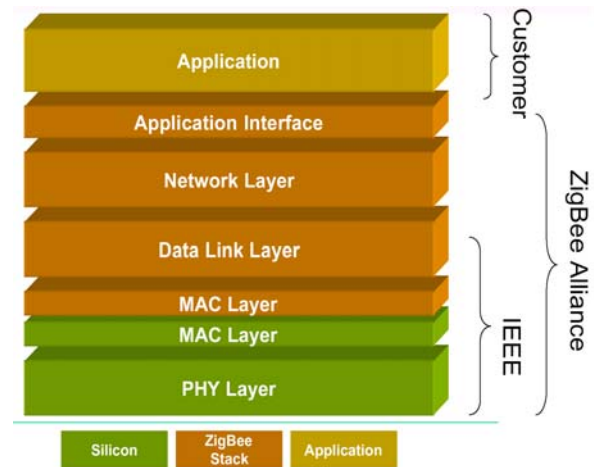 Application
Application Interface
Network Layer
Data Link Layer
MAC Layer
MAC Layer
PHY Layer
Customer
ZigBee Alliance
IEEE
Silicon
ZigBee
Stack
Application